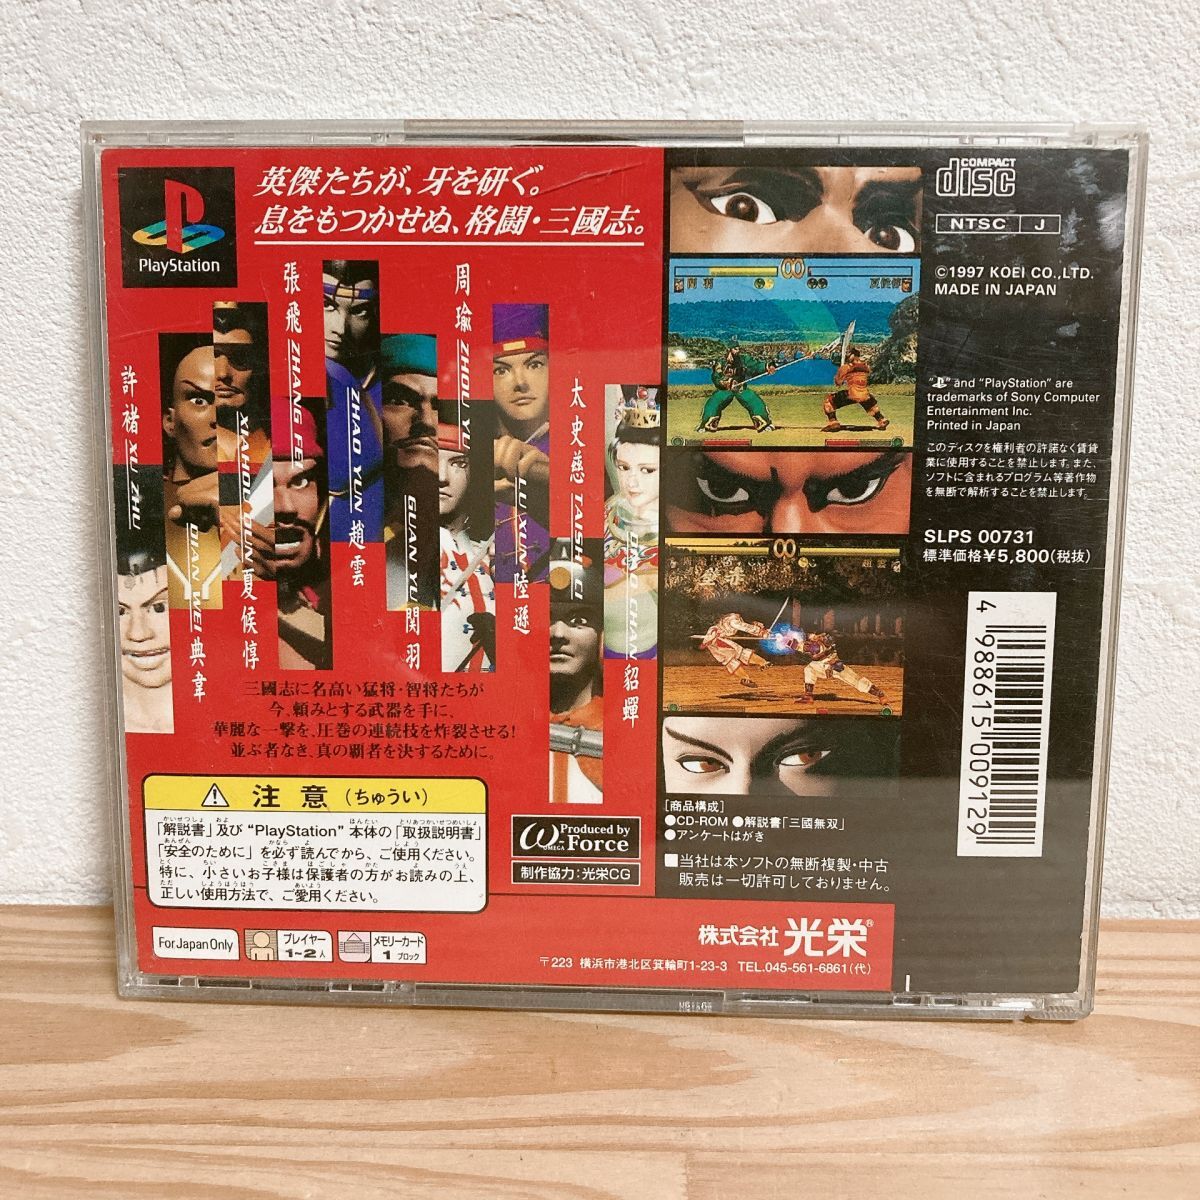 PlayStation
英傑たちが、牙を研ぐ。
息をもつかせぬ、格闘・三國志。
許褚 XU ZHU
DIAN WEI 典韋
XIAHOU DUN 夏候惇
張飛 ZHANG FEI
ZHAO YUN 趙雲
GUAN YU 関羽
周瑜 ZHOU YU
LU XUN 陸遜
太史慈 TAISHI CI
DIAO CHAN 貂蟬
三國志に名高い猛将・智将たちが
今、頼みとする武器を手に、
華麗な一撃を、圧巻の連続技を炸裂させる!
並ぶ者なき、真の覇者を決するために。
注意(ちゅうい)
「解説書」及び“PlayStation”本体の「取扱説明書」
「安全のために」を必ず読んでから、ご使用ください。
特に、小さいお子様は保護者の方がお読みの上、
正しい使用方法で、ご愛用ください。
ω-Force
OMEGA
Produced by
制作協力:光栄CG
For Japan Only
プレイヤー
1~2人
メモリーカード
1ブロック
COMPACT
disc
NTSC J
©1997 KOEI CO.,LTD.
MADE IN JAPAN
and “PlayStation” are
trademarks of Sony Computer
Entertainment Inc.
Printed in Japan
このディスクを権利者の許諾なく賃貸
業に使用することを禁止します。また、
ソフトに含まれるプログラム等著作物
を無断で解析することを禁止します。
SLPS 00731
標準価格¥5,800(税抜)
4 988615 009129
関羽
夏侯惇
趙雲
[商品構成]
●CD-ROM ●解説書「三國無双」
●アンケートはがき
■当社は本ソフトの無断複製・中古
販売は一切許可しておりません。
株式会社 光栄®
〒223 横浜市港北区箕輪町1-23-3 TEL.045-561-6861(代)